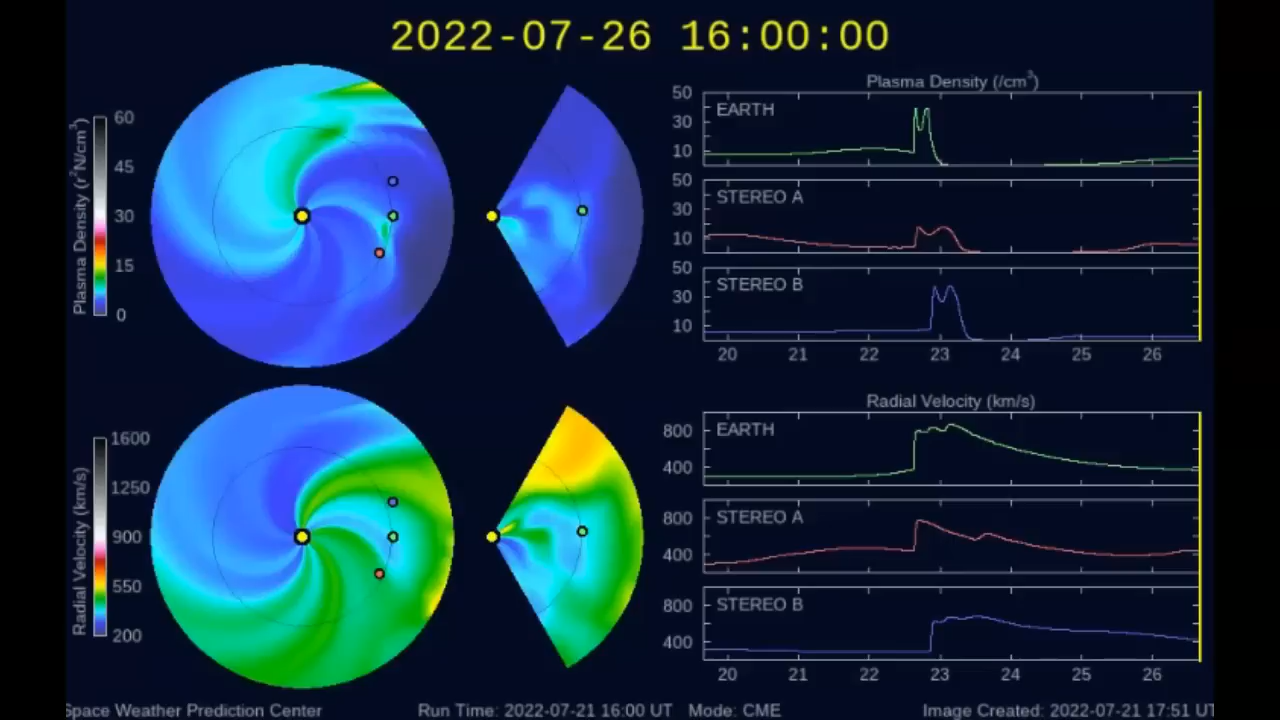 2022-07-26 16:00:00
Plasma Density (r²N/cm³)
60
45
30
15
0
Plasma Density (/cm³)
50
30
10
EARTH
50
30
10
STEREO A
50
30
10
STEREO B
20 21 22 23 24 25 26
Radial Velocity (km/s)
1600
1250
900
550
200
Radial Velocity (km/s)
800
400
EARTH
800
400
STEREO A
800
400
STEREO B
20 21 22 23 24 25 26
Space Weather Prediction Center Run Time: 2022-07-21 16:00 UT Mode: CME Image Created: 2022-07-21 17:51 UT